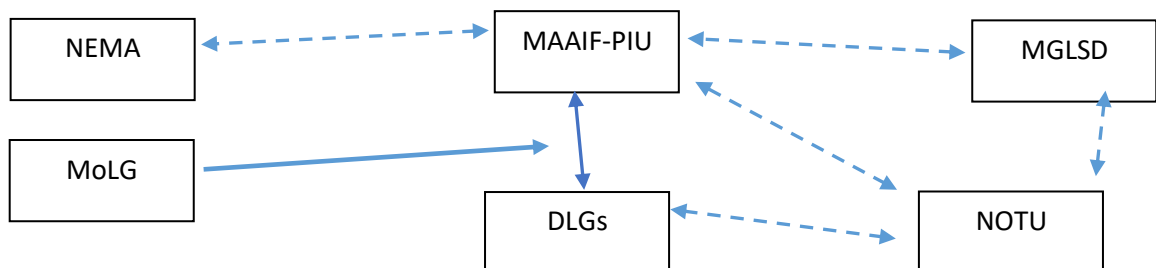 NEMA
MAAIF-PIU
MGLSD
MoLG
DLGs
NOTU